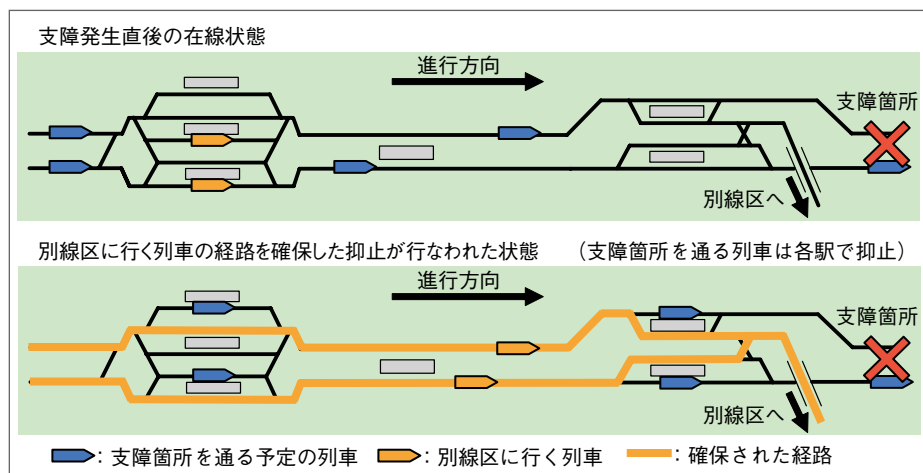 支障発生直後の在線状態
進行方向
支障箇所
別線区へ
別線区に行く列車の経路を確保した抑止が行なわれた状態 (支障箇所を通る列車は各駅で抑止)
進行方向
支障箇所
別線区へ
:支障箇所を通る予定の列車 :別線区に行く列車 :確保された経路